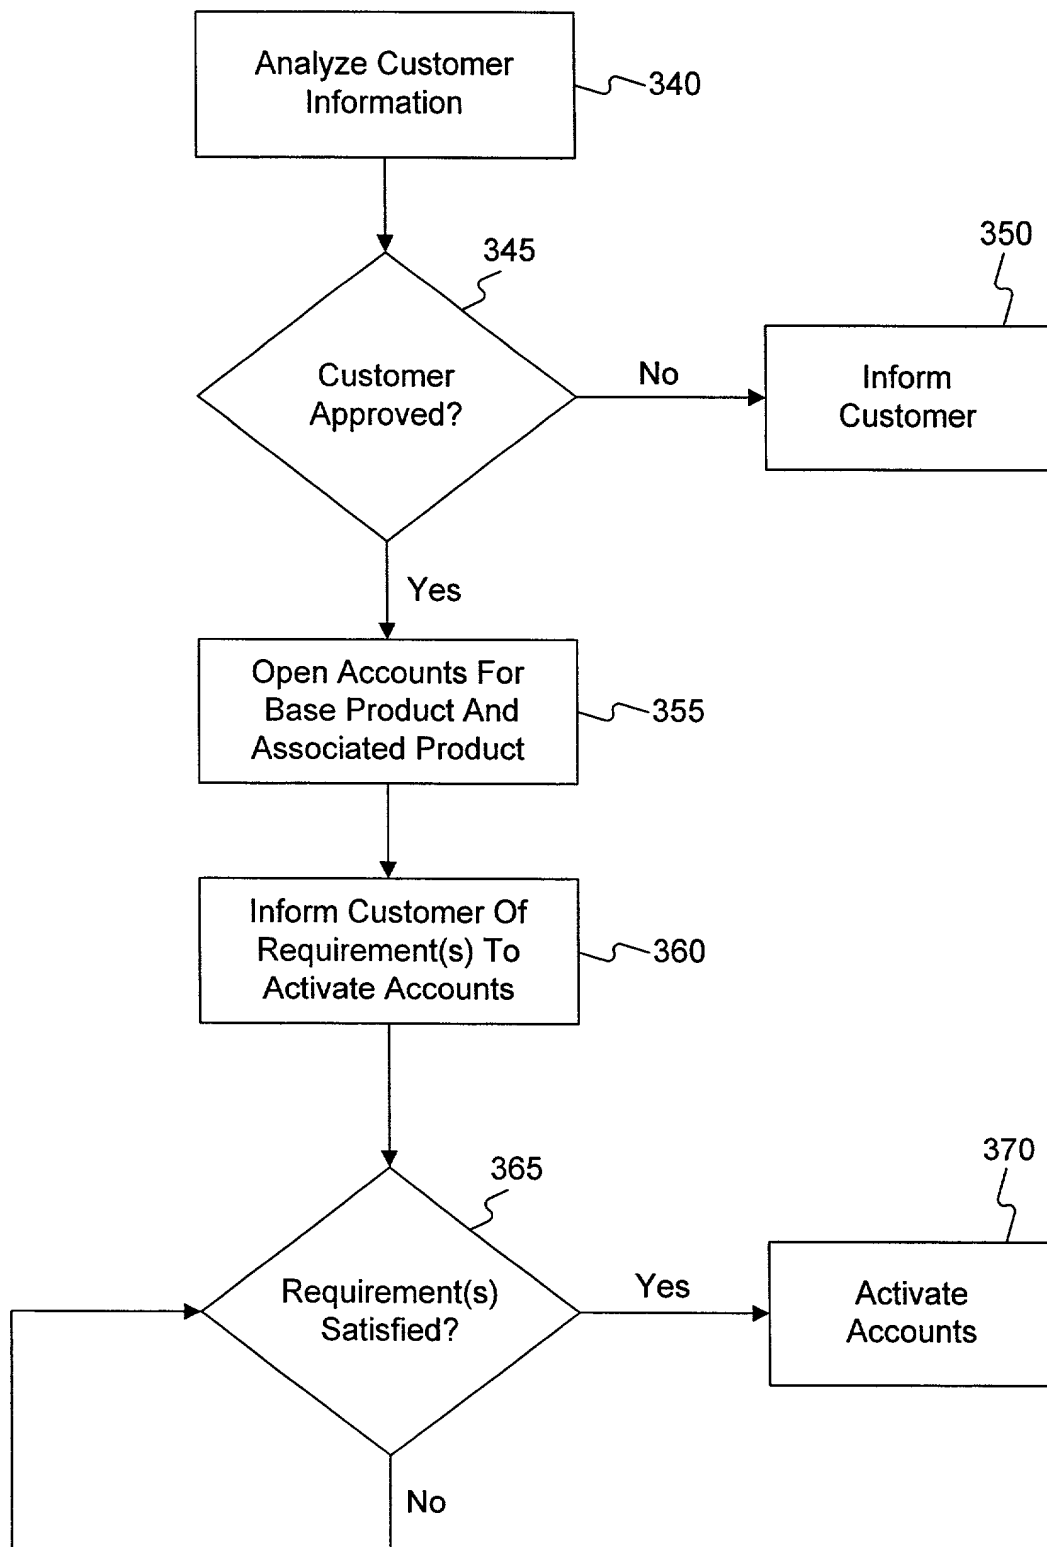 Analyze Customer
Information
340
345
350
Customer
Approved?
No
Inform
Customer
Yes
Open Accounts For
Base Product And
Associated Product
355
Inform Customer Of
Requirement(s) To
Activate Accounts
360
365
370
Requirement(s)
Satisfied?
Yes
Activate
Accounts
No